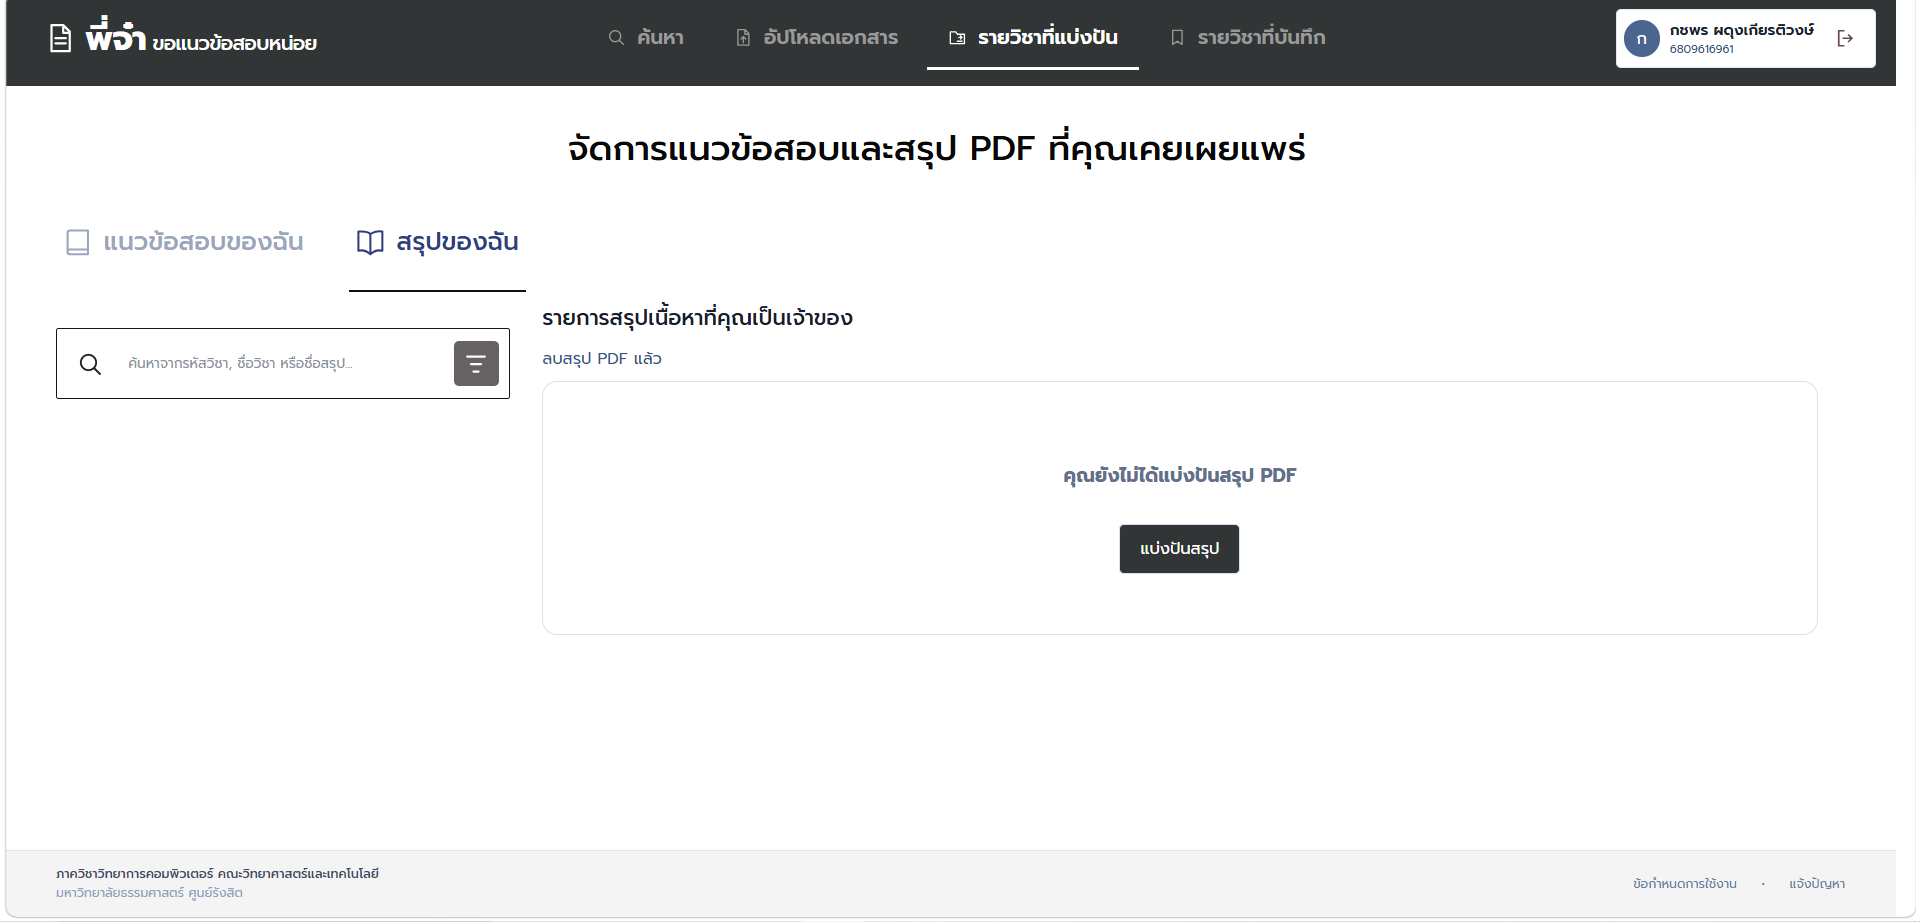 พี่จ๋า ขอแนวข้อสอบหน่อย
ค้นหา
อัปโหลดเอกสาร
รายวิชาที่แบ่งปัน
รายวิชาที่บันทึก
ก
กชพร ผดุงเกียรติวงษ์
6809616961
จัดการแนวข้อสอบและสรุป PDF ที่คุณเคยเผยแพร่
แนวข้อสอบของฉัน
สรุปของฉัน
ค้นหาจากรหัสวิชา, ชื่อวิชา หรือชื่อสรุป...
รายการสรุปเนื้อหาที่คุณเป็นเจ้าของ
ลบสรุป PDF แล้ว
คุณยังไม่ได้แบ่งปันสรุป PDF
แบ่งปันสรุป
ภาควิชาวิทยาการคอมพิวเตอร์ คณะวิทยาศาสตร์และเทคโนโลยี
มหาวิทยาลัยธรรมศาสตร์ ศูนย์รังสิต
ข้อกำหนดการใช้งาน · แจ้งปัญหา